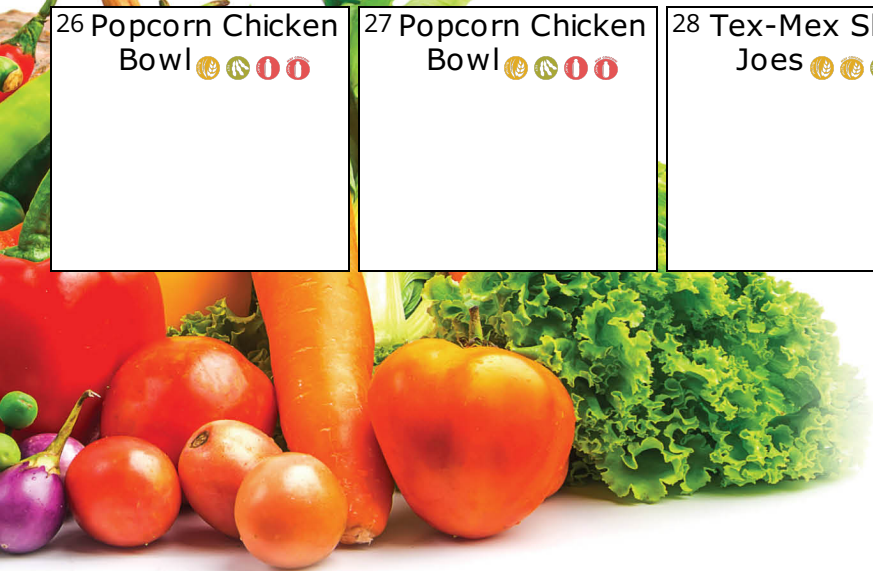 26 Popcorn Chicken
Bowl
27 Popcorn Chicken
Bowl
28 Tex-Mex
Joes